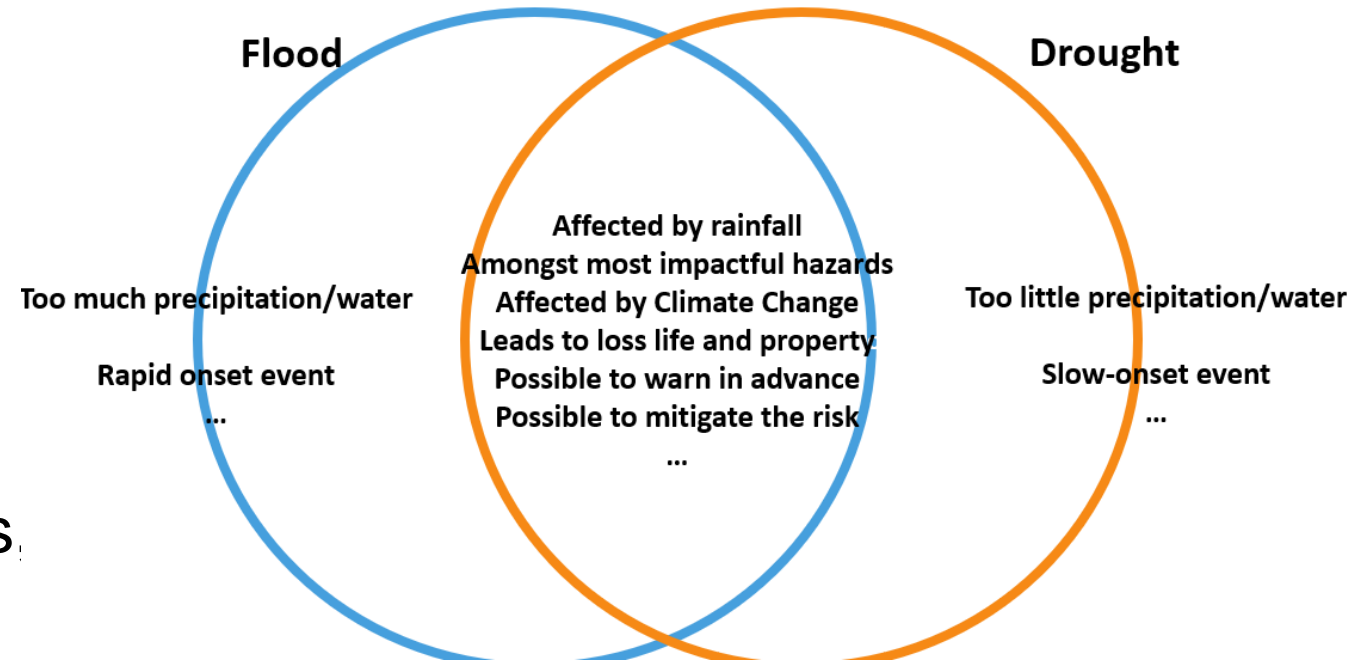 Flood
Drought
Too much precipitation/water
Rapid onset event
...
Affected by rainfall
Amongst most impactful hazards
Affected by Climate Change
Leads to loss life and property
Possible to warn in advance
Possible to mitigate the risk
...
Too little precipitation/water
Slow-onset event
...
s,